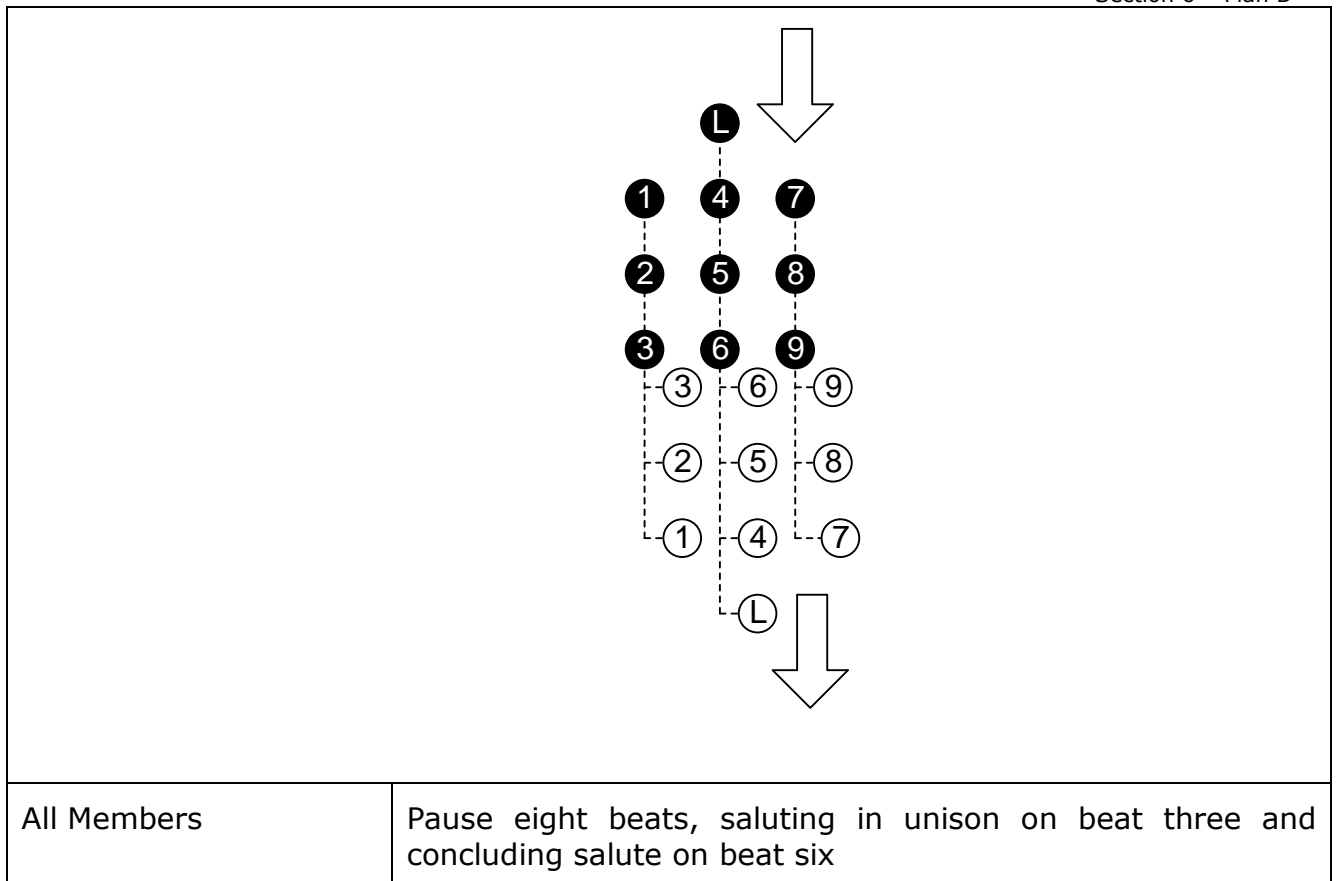 L
1 4 7
2 5 8
3 6 9
3 6 9
2 5 8
1 4 7
L
All Members
Pause eight beats, saluting in unison on beat three and
concluding salute on beat six